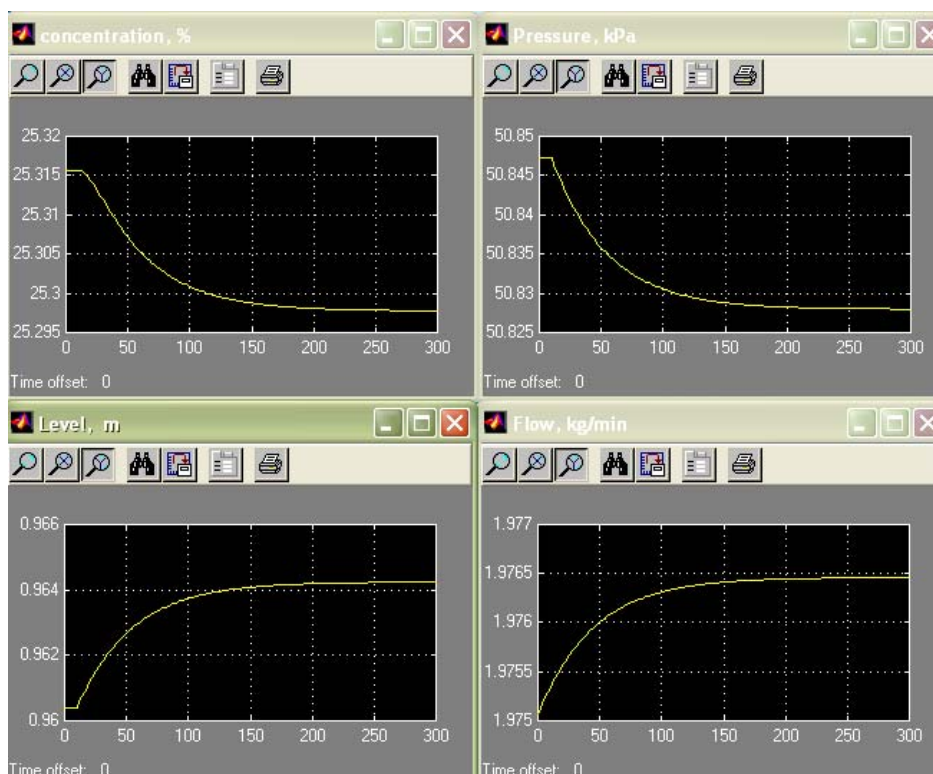 concentration, %
25.32
25.315
25.31
25.305
25.3
25.295
0 50 100 150 200 250 300
Time offset: 0
Pressure, kPa
50.85
50.845
50.84
50.835
50.83
50.825
0 50 100 150 200 250 300
Time offset: 0
Level, m
0.966
0.964
0.962
0.96
0 50 100 150 200 250 300
Time offset: 0
Flow, kg/min
1.977
1.9765
1.976
1.9755
1.975
0 50 100 150 200 250 300
Time offset: 0